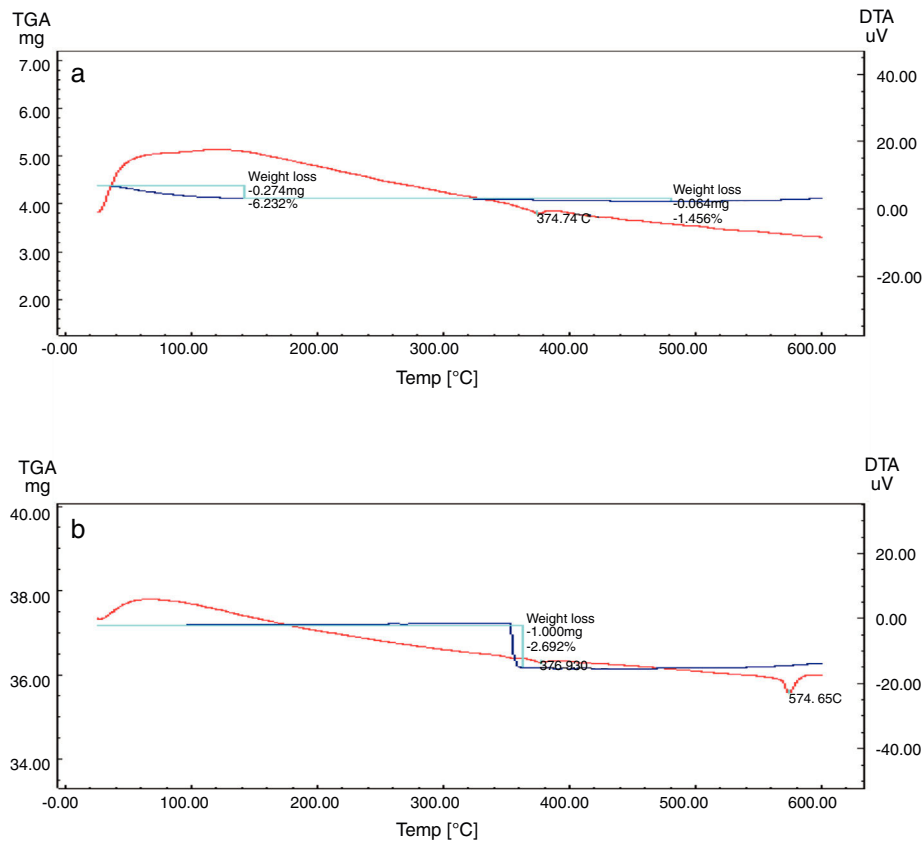 TGA
mg
DTA
uV
a
7.00
6.00
5.00
4.00
3.00
2.00
40.00
20.00
0.00
-20.00
Weight loss
-0.274mg
-6.232%
Weight loss
-0.064mg
-1.456%
374.74 C
-0.00 100.00 200.00 300.00 400.00 500.00 600.00
Temp [°C]
TGA
mg
DTA
uV
b
40.00
38.00
36.00
34.00
20.00
0.00
-20.00
-40.00
Weight loss
-1.000mg
-2.692%
376.930
574. 65C
-0.00 100.00 200.00 300.00 400.00 500.00 600.00
Temp [°C]